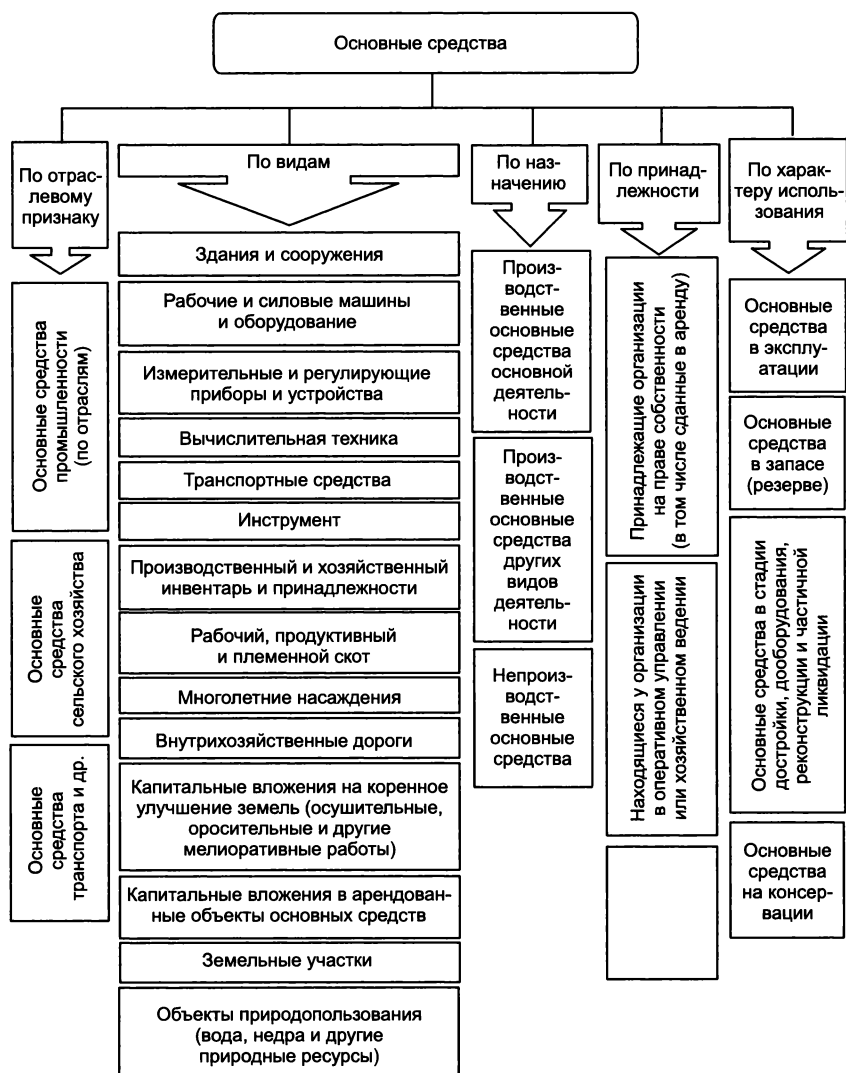 Основные средства
По отрас-
левому
признаку
Основные средства
промышленности
(по отраслям)
Основные
средства
сельского хозяйства
Основные
средства
транспорта и др.
По видам
Здания и сооружения
Рабочие и силовые машины
и оборудование
Измерительные и регулирующие
приборы и устройства
Вычислительная техника
Транспортные средства
Инструмент
Производственный и хозяйственный
инвентарь и принадлежности
Рабочий, продуктивный
и племенной скот
Многолетние насаждения
Внутрихозяйственные дороги
Капитальные вложения на коренное
улучшение земель (осушительные,
оросительные и другие
мелиоративные работы)
Капитальные вложения в арендован-
ные объекты основных средств
Земельные участки
Объекты природопользования
(вода, недра и другие
природные ресурсы)
По наз-
начению
Произ-
водст-
венные
основные
средства
основной
деятель-
ности
Произ-
водст-
венные
основные
средства
других
видов
деятель-
ности
Непроиз-
водст-
венные
основные
средства
По принад-
лежности
Принадлежащие организации
на праве собственности
(в том числе сданные в аренду)
Находящиеся у организации
в оперативном управлении
или хозяйственном ведении
По харак-
теру исполь-
зования
Основные
средства
в эксплу-
атации
Основные
средства
в запасе
(резерве)
Основные средства в стадии
достройки, дооборудования,
реконструкции и частичной
ликвидации
Основные
средства
на консер-
вации